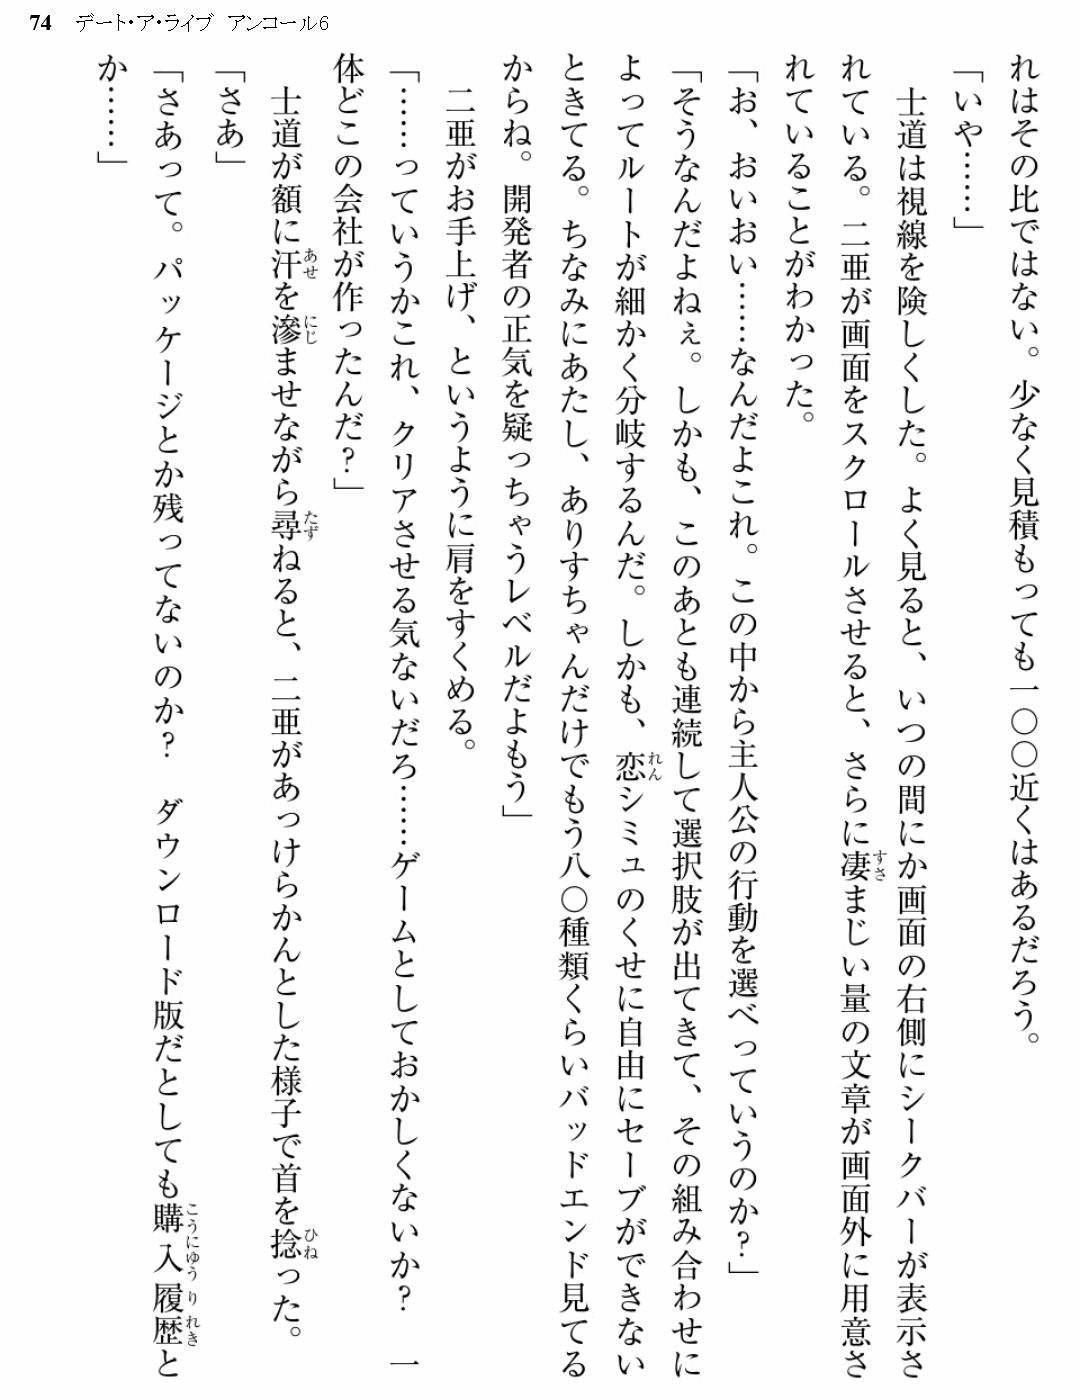 74 デート・ア・ライブ アンコール6
れはその比ではない。少なく見積もっても一〇〇近くはあるだろう。
「いや……」
　士道は視線を険しくした。よく見ると、いつの間にか画面の右側にシークバーが表示さ
れている。二亜が画面をスクロールさせると、さらに凄まじい量の文章が画面外に用意さ
れていることがわかった。
「お、おいおい……なんだよこれ。この中から主人公の行動を選べっていうのか？」
「そうなんだよねぇ。しかも、このあとも連続して選択肢が出てきて、その組み合わせに
よってルートが細かく分岐するんだ。しかも、恋シミュのくせに自由にセーブができない
ときてる。ちなみにあたし、ありすちゃんだけでもう八〇種類くらいバッドエンド見てる
からね。開発者の正気を疑っちゃうレベルだよもう」
　二亜がお手上げ、というように肩をすくめる。
「……っていうかこれ、クリアさせる気ないだろ……ゲームとしておかしくないか？　一
体どこの会社が作ったんだ？」
　士道が額に汗を滲ませながら尋ねると、二亜があっけらかんとした様子で首を捻った。
「さあ」
「さあって。パッケージとか残ってないのか？　ダウンロード版だとしても購入履歴と
か……」